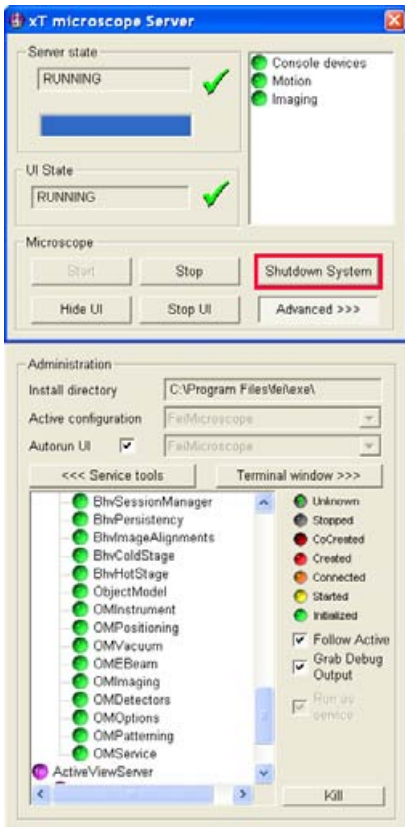 xT microscope Server
Server state
RUNNING
Console devices
Motion
Imaging
UI State
RUNNING
Microscope
Start
Stop
Shutdown System
Hide UI
Stop UI
Advanced >>>
Administration
Install directory
C:\Program Files\fei\exe\
Active configuration
FeiMicroscope
Autorun UI
FeiMicroscope
<<< Service tools
Terminal window >>>
BhvSessionManager
BhvPersistency
BhvImageAlignments
BhvColdStage
BhvHotStage
ObjectModel
OMInstrument
OMPositioning
OMVacuum
OMEBeam
OMImaging
OMDetectors
OMOptions
OMPatterning
OMService
ActiveViewServer
Unknown
Stopped
CoCreated
Created
Connected
Started
Initialized
Follow Active
Grab Debug
Output
Run as
service
Kill